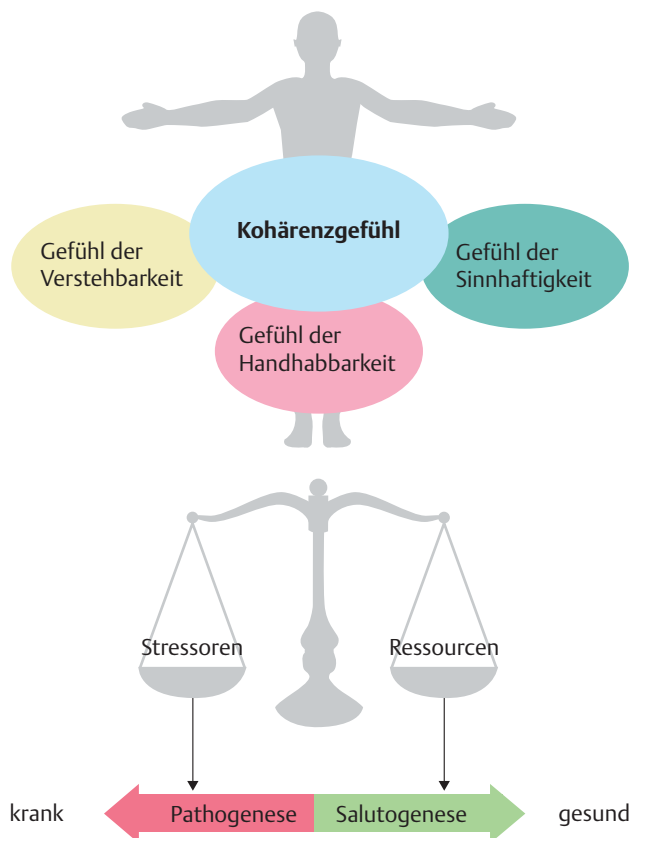 Kohärenzgefühl
Gefühl der
Verstehbarkeit
Gefühl der
Sinnhaftigkeit
Gefühl der
Handhabbarkeit
Stressoren
Ressourcen
krank
Pathogenese
Salutogenese
gesund